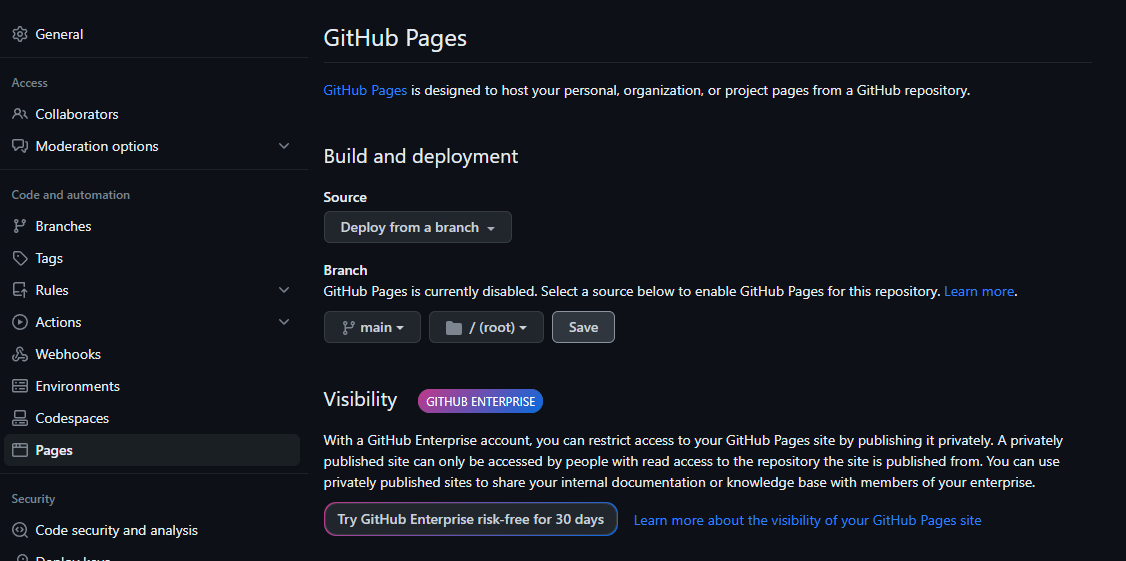 General
Access
Collaborators
Moderation options
Code and automation
Branches
Tags
Rules
Actions
Webhooks
Environments
Codespaces
Pages
Security
Code security and analysis
Deploy keys
GitHub Pages
GitHub Pages is designed to host your personal, organization, or project pages from a GitHub repository.
Build and deployment
Source
Deploy from a branch
Branch
GitHub Pages is currently disabled. Select a source below to enable GitHub Pages for this repository. Learn more.
main / (root) Save
Visibility GITHUB ENTERPRISE
With a GitHub Enterprise account, you can restrict access to your GitHub Pages site by publishing it privately. A privately
published site can only be accessed by people with read access to the repository the site is published from. You can use
privately published sites to share your internal documentation or knowledge base with members of your enterprise.
Try GitHub Enterprise risk-free for 30 days Learn more about the visibility of your GitHub Pages site